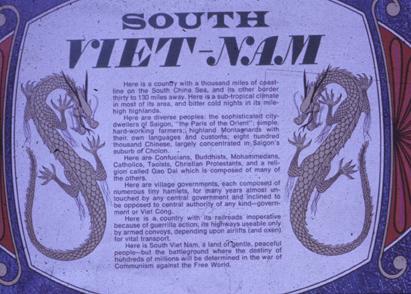 SOUTH
VIET-NAM
Here is a country with a thousand miles of coast-
line on the South China Sea, and its other border
thirty to 130 miles away. Here is a sub-tropical climate
in most of its area, and bitter cold nights in its mile-
high highlands.
Here are diverse peoples: the sophisticated city-
dwellers of Saigon, "the Paris of the Orient"; simple,
hard-working farmers; highland Montagnards with
their own languages and customs; eight hundred
thousand Chinese, largely concentrated in Saigon's
suburb of Cholon.
Here are Confucians, Buddhists, Mohammedans,
Catholics, Taoists, Christian Protestants, and a reli-
gion called Gao Dai which is composed of many of
the others.
Here are village governments, each composed of
numerous tiny hamlets, for many years almost un-
touched by any central government and inclined to
be opposed to central authority of any kind—govern-
ment or Viet Cong.
Here is a country with its railroads inoperative
because of guerrilla action, its highways useable only
by armed convoys, depending upon airlifts (and oxen)
for vital transport.
Here is South Viet Nam, a land of gentle, peaceful
people—but the battleground where the destiny of
hundreds of millions will be determined in the war of
Communism against the Free World.